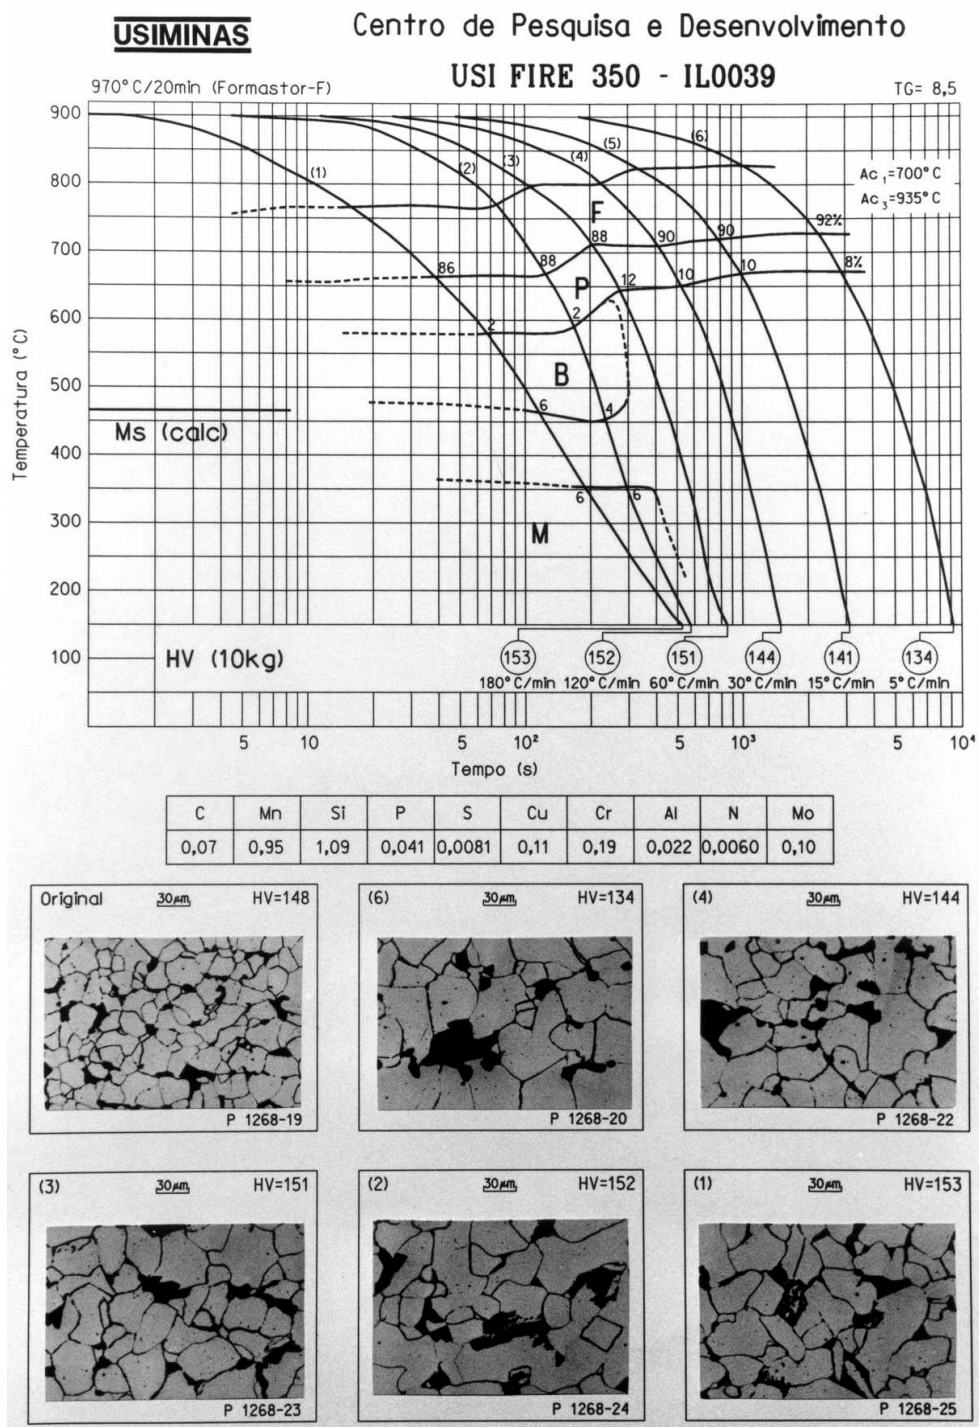 USIMINAS
Centro de Pesquisa e Desenvolvimento
USI FIRE 350 - IL0039
970°C/20min (Formastor-F)
TG= 8,5
900
800
700
600
500
400
300
200
100
Temperatura (°C)
(1)
(2)
(3)
(4)
(5)
(6)
Ac₁=700°C
Ac₃=935°C
F
92%
86
88
88
90
90
8%
P
12
10
10
2
2
B
6
4
Ms (calc)
6
6
M
HV (10kg)
153
152
151
144
141
134
180°C/min
120°C/min
60°C/min
30°C/min
15°C/min
5°C/min
5
10
5
10²
5
10³
5
10⁴
Tempo (s)
C Mn Si P S Cu Cr Al N Mo
0,07 0,95 1,09 0,041 0,0081 0,11 0,19 0,022 0,0060 0,10
Original 30µm HV=148
P 1268-19
(6) 30µm HV=134
P 1268-20
(4) 30µm HV=144
P 1268-22
(3) 30µm HV=151
P 1268-23
(2) 30µm HV=152
P 1268-24
(1) 30µm HV=153
P 1268-25